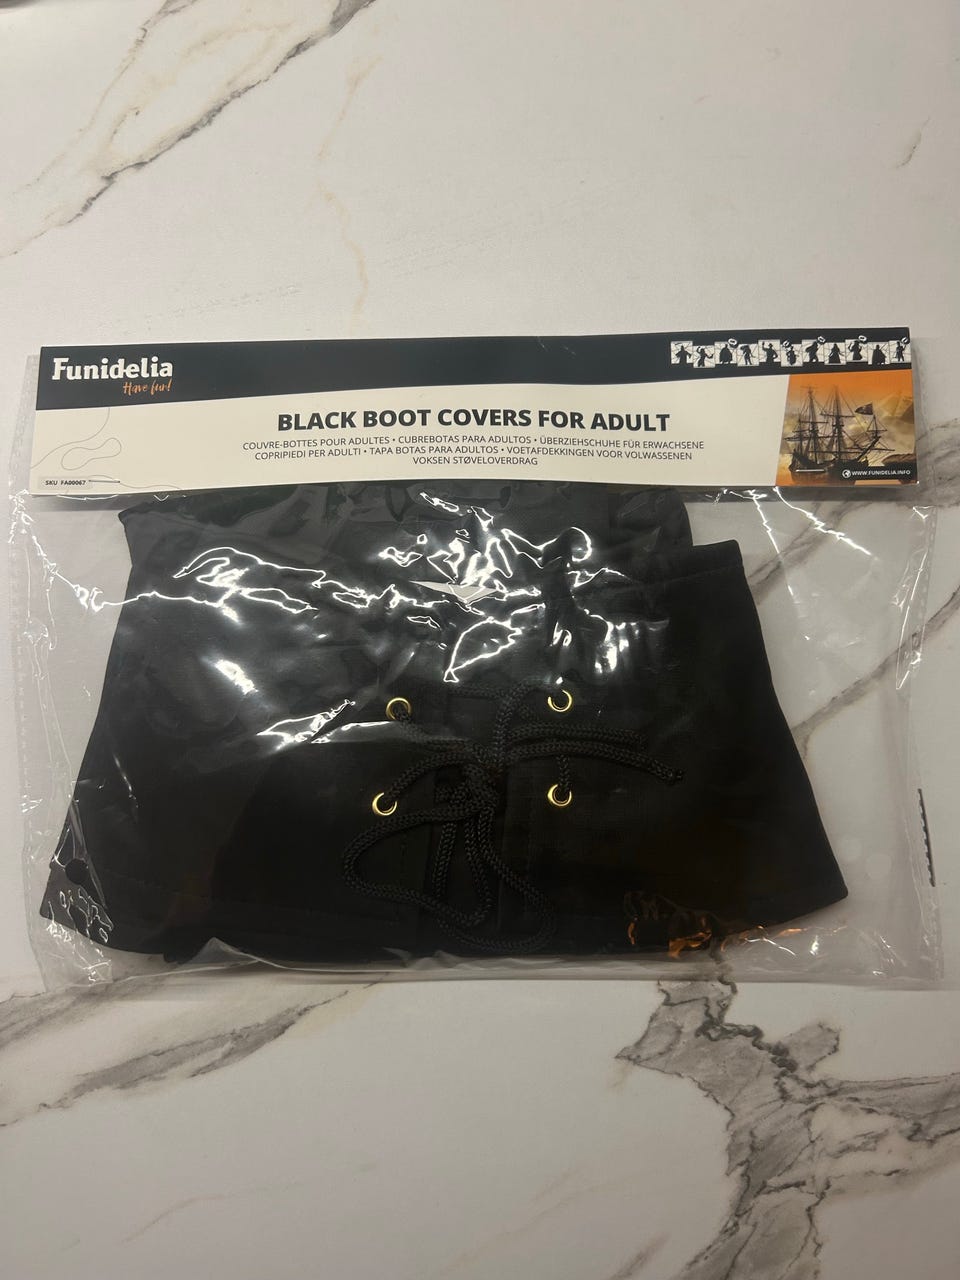 Funidelia
Have fun!
BLACK BOOT COVERS FOR ADULT
COUVRE-BOTTES POUR ADULTES • CUBREBOTAS PARA ADULTOS • ÜBERZIEHSCHUHE FÜR ERWACHSENE
COPRIPIEDI PER ADULTI • TAPA BOTAS PARA ADULTOS • VOETAFDEKKINGEN VOOR VOLWASSENEN
VOKSEN STØVELOVERDRAG
SKU FA00067
WWW.FUNIDELIA.INFO